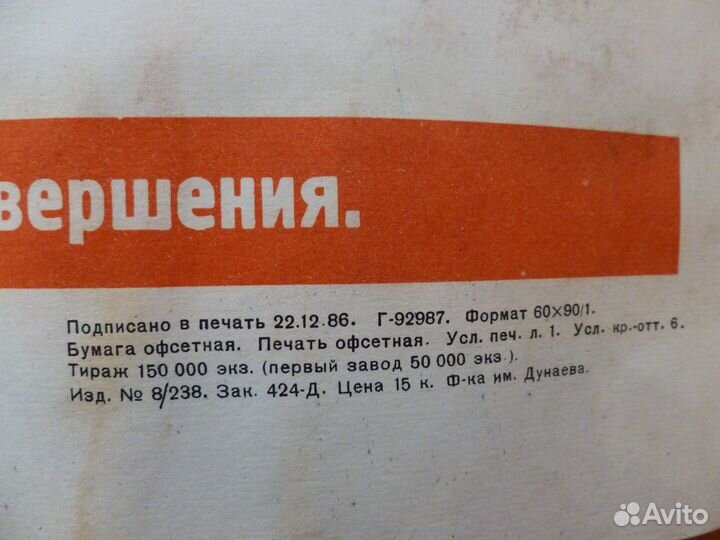 вершения.
Подписано в печать 22.12.86. Г-92987. Формат 60×90/1.
Бумага офсетная. Печать офсетная. Усл. печ. л. 1. Усл. кр.-отт. 6.
Тираж 150 000 экз. (первый завод 50 000 экз.).
Изд. № 8/238. Зак. 424-Д. Цена 15 к. Ф-ка им. Дунаева.
Avito